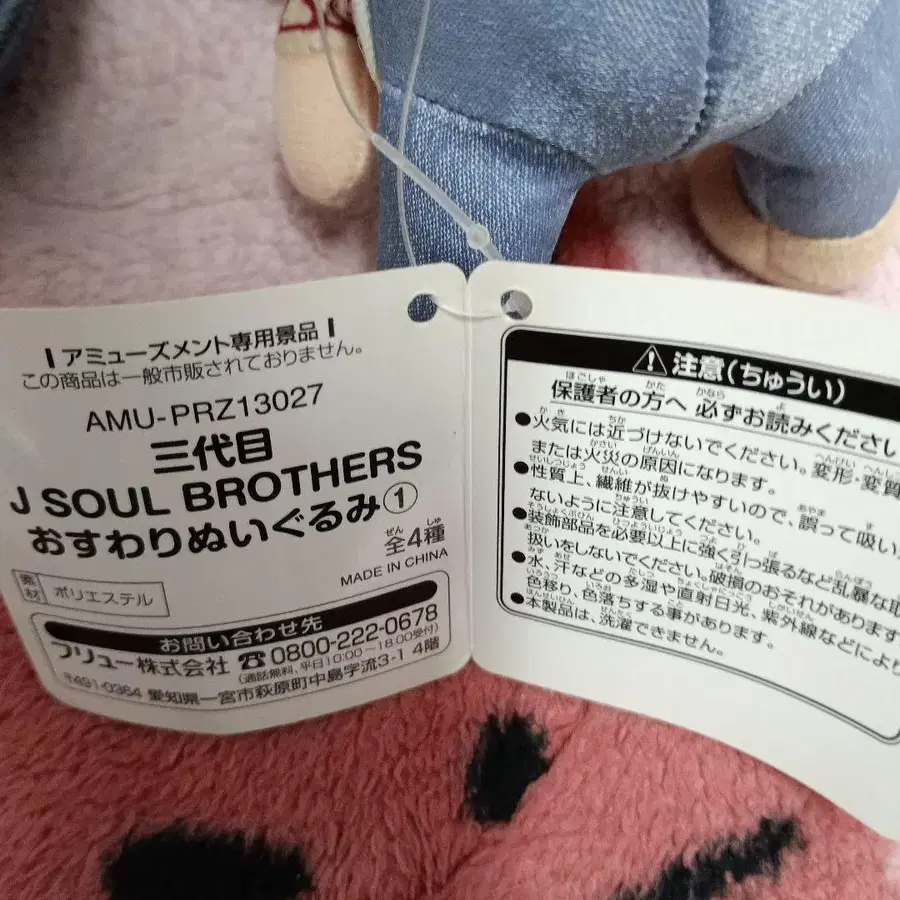 アミューズメント専用景品
この商品は一般市販されておりません。
AMU-PRZ13027
三代目
J SOUL BROTHERS
おすわりぬいぐるみ①
全4種
MADE IN CHINA
素材 ポリエステル
お問い合わせ先
フリュー株式会社 ☎0800-222-0678
(通話無料、平日10:00~18:00受付)
〒491-0364 愛知県一宮市萩原町中島字流3-1 4階
⚠注意(ちゅうい)
保護者の方へ 必ずお読みください
●火気には近づけないでください。変形・変質
または火災の原因になります。
●性質上、繊維が抜けやすいので、誤って吸い
ないように注意してください。
●装飾部品を必要以上に強く引っ張るなど乱暴な取
扱いをしないでください。破損のおそれがあります
●水、汗などの多湿や直射日光、紫外線などにより
色移り、色落ちする事があります。
●本製品は、洗濯できません。